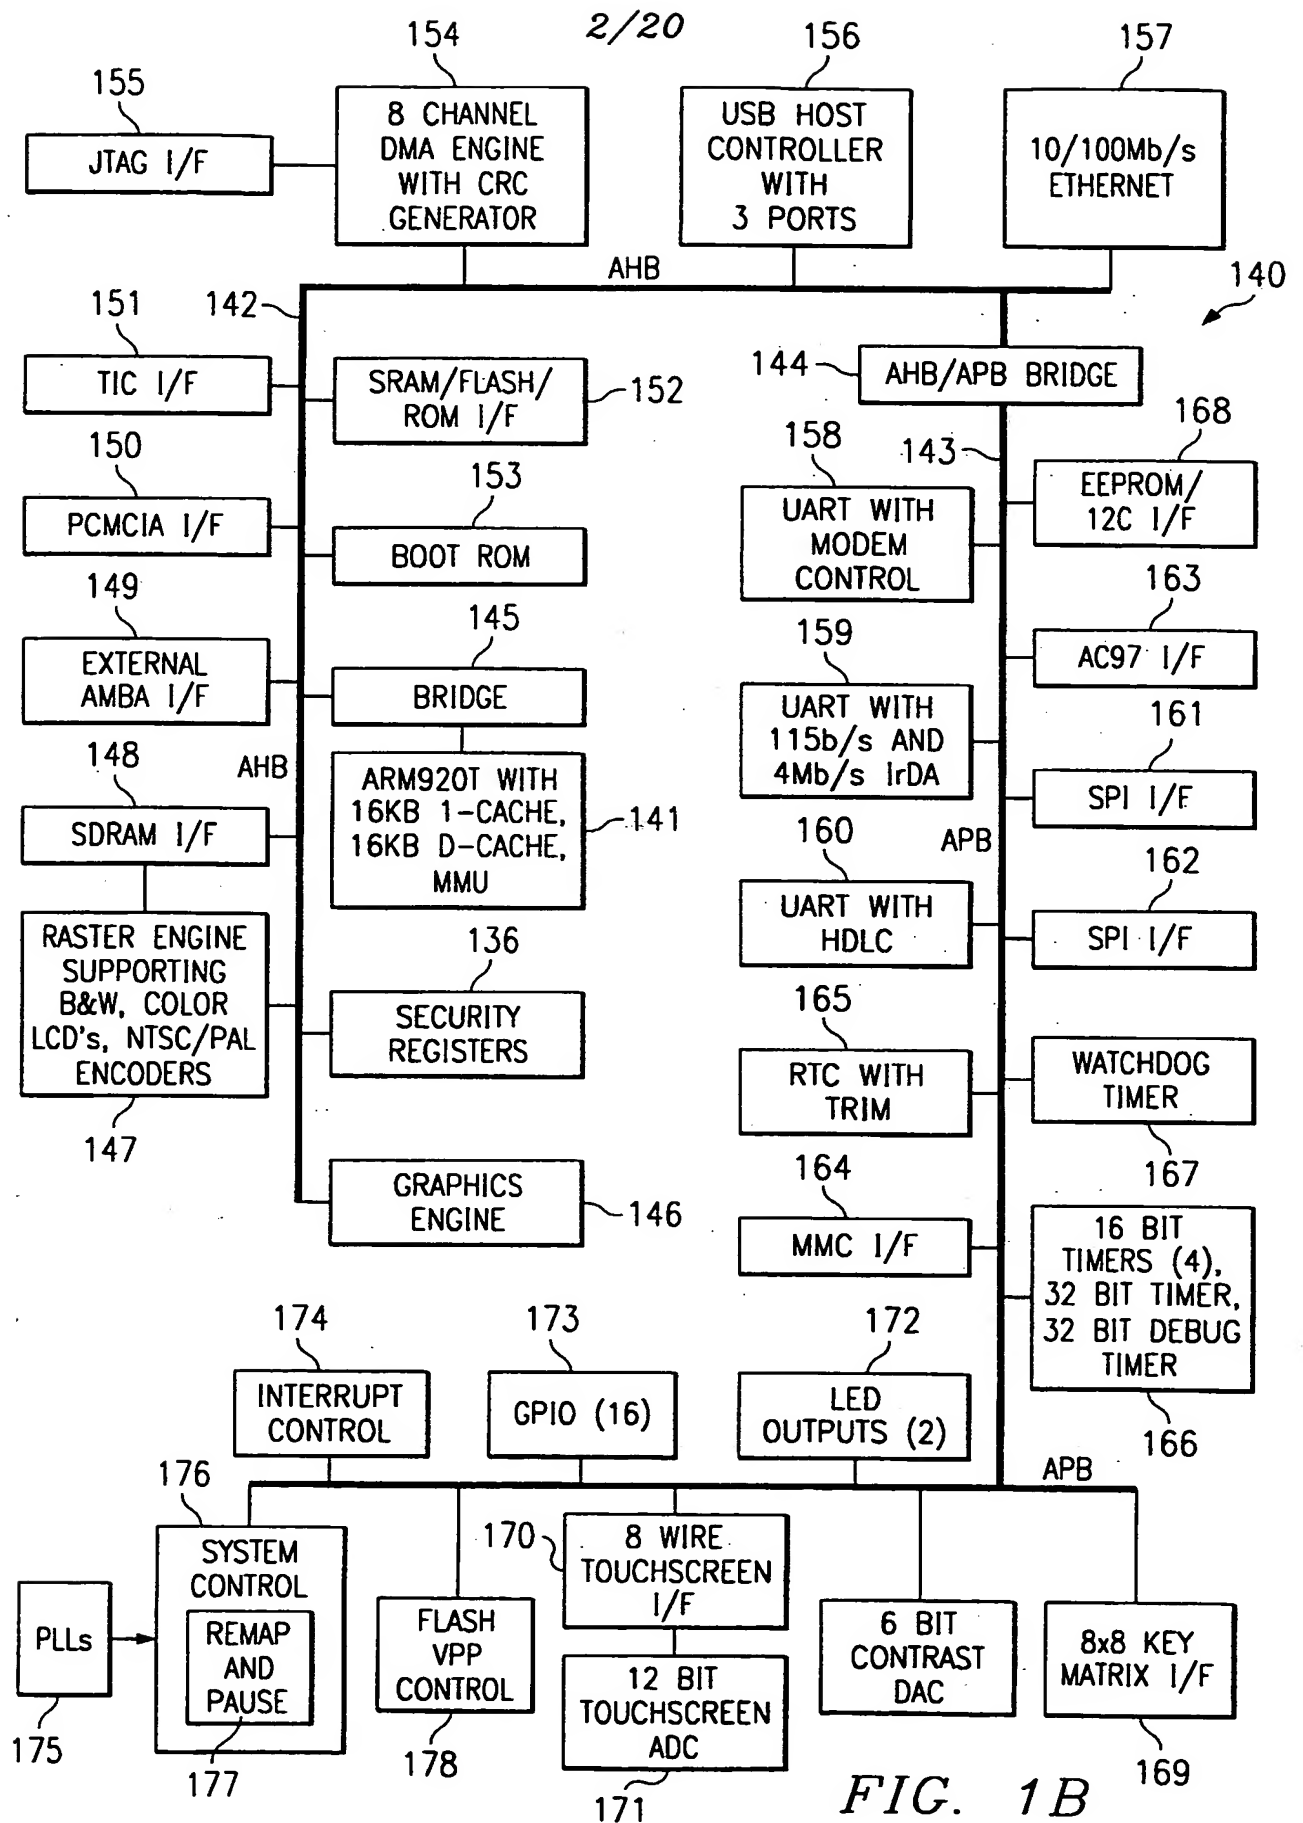 2/20
154
156
157
155
8 CHANNEL
DMA ENGINE
WITH CRC
GENERATOR
USB HOST
CONTROLLER
WITH
3 PORTS
10/100Mb/s
ETHERNET
JTAG I/F
AHB
140
151
142
144
AHB/APB BRIDGE
TIC I/F
SRAM/FLASH/
ROM I/F
152
150
153
158
143
168
PCMCIA I/F
BOOT ROM
UART WITH
MODEM
CONTROL
EEPROM/
12C I/F
149
145
159
163
EXTERNAL
AMBA I/F
BRIDGE
UART WITH
115b/s AND
4Mb/s IrDA
AC97 I/F
148
AHB
161
SDRAM I/F
ARM920T WITH
16KB 1-CACHE,
16KB D-CACHE,
MMU
141
SPI I/F
160
APB
162
RASTER ENGINE
SUPPORTING
B&W, COLOR
LCD's, NTSC/PAL
ENCODERS
147
136
UART WITH
HDLC
SPI I/F
SECURITY
REGISTERS
165
RTC WITH
TRIM
WATCHDOG
TIMER
167
GRAPHICS
ENGINE
146
164
MMC I/F
16 BIT
TIMERS (4),
32 BIT TIMER,
32 BIT DEBUG
TIMER
166
174
173
172
INTERRUPT
CONTROL
GPIO (16)
LED
OUTPUTS (2)
APB
176
SYSTEM
CONTROL
170
8 WIRE
TOUCHSCREEN
I/F
PLLs
175
REMAP
AND
PAUSE
177
FLASH
VPP
CONTROL
178
12 BIT
TOUCHSCREEN
ADC
171
6 BIT
CONTRAST
DAC
8x8 KEY
MATRIX I/F
169
FIG. 1B